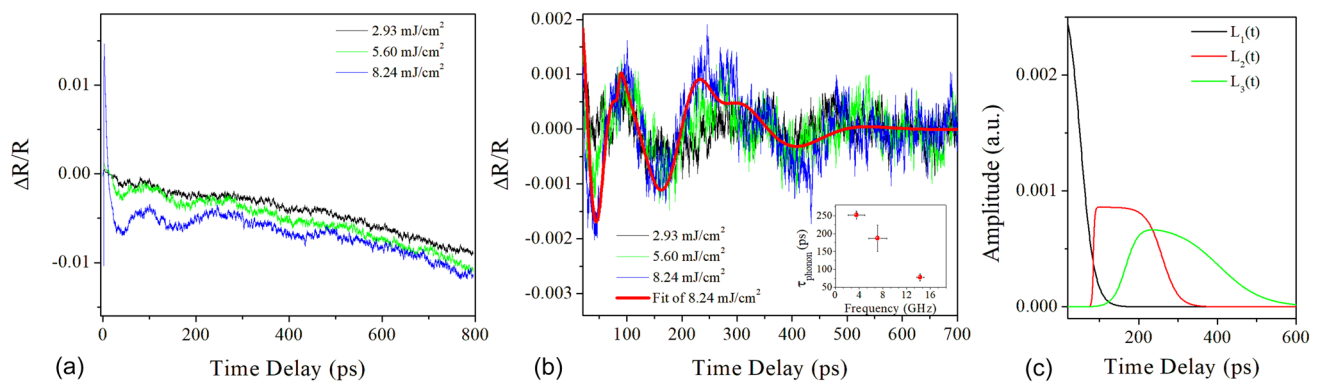 2.93 mJ/cm²
5.60 mJ/cm²
8.24 mJ/cm²
0.01
0.00
-0.01
ΔR/R
0 100 200 300 400 500 600 700 800
Time Delay (ps)
(a)
0.002
0.001
0.000
-0.001
-0.002
-0.003
ΔR/R
2.93 mJ/cm²
5.60 mJ/cm²
8.24 mJ/cm²
Fit of 8.24 mJ/cm²
250
200
150
100
50
τphonon (ps)
0 4 8 12 16
Frequency (GHz)
100 200 300 400 500 600 700
Time Delay (ps)
(b)
L₁(t)
L₂(t)
L₃(t)
0.002
0.001
0.000
Amplitude (a.u.)
200 400 600
Time Delay (ps)
(c)